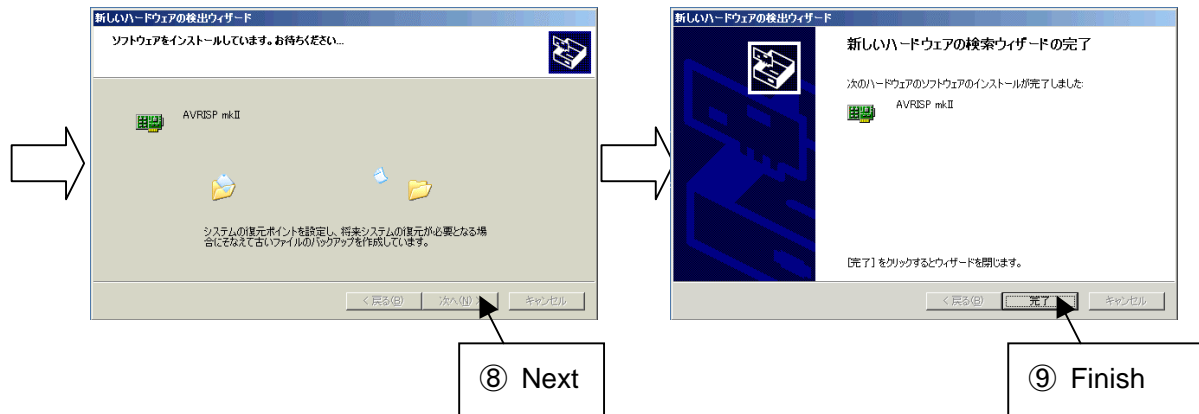 新しいハードウェアの検出ウィザード
ソフトウェアをインストールしています。お待ちください...
AVRISP mkII
システムの復元ポイントを設定し、将来システムの復元が必要となる場
合にそなえて古いファイルのバックアップを作成しています。
< 戻る(B)
次へ(N) >
キャンセル
⑧ Next
新しいハードウェアの検出ウィザード
新しいハードウェアの検索ウィザードの完了
次のハードウェアのソフトウェアのインストールが完了しました:
AVRISP mkII
[完了] をクリックするとウィザードを閉じます。
< 戻る(B)
完了
キャンセル
⑨ Finish